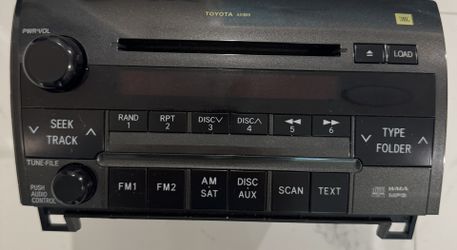 TOYOTA A51809
JBL
PWR•VOL
LOAD
SEEK
TRACK
RAND
1
RPT
2
DISC
3
DISC
4
5
6
TYPE
FOLDER
TUNE•FILE
PUSH
AUDIO
CONTROL
FM1
FM2
AM
SAT
DISC
AUX
SCAN
TEXT
WMA
MP3